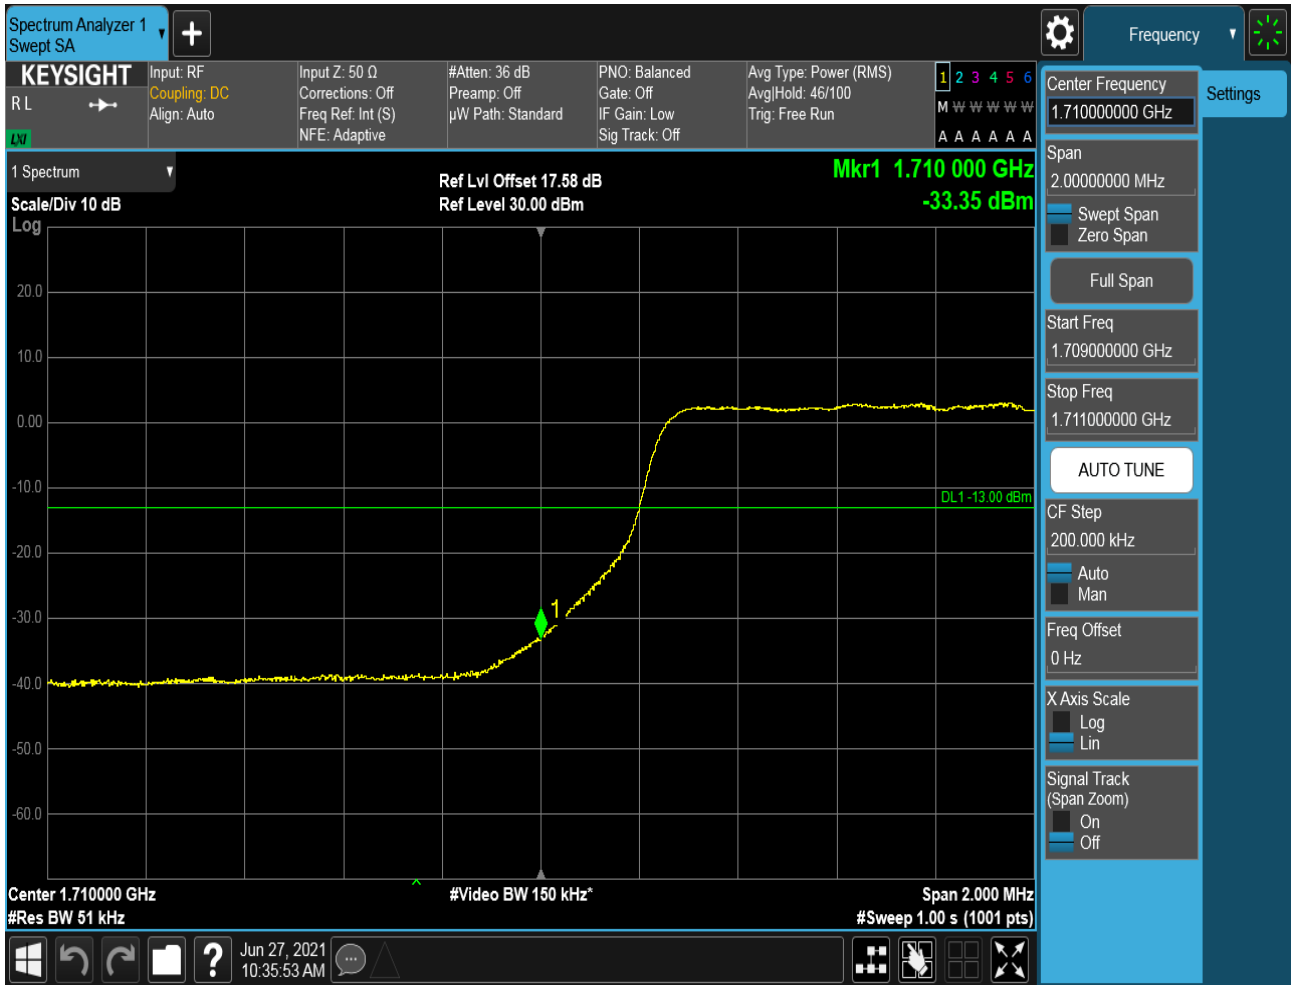 Spectrum Analyzer 1
Swept SA
Frequency
KEYSIGHT
R L
LXI
Input: RF
Coupling: DC
Align: Auto
Input Z: 50 Ω
Corrections: Off
Freq Ref: Int (S)
NFE: Adaptive
#Atten: 36 dB
Preamp: Off
µW Path: Standard
PNO: Balanced
Gate: Off
IF Gain: Low
Sig Track: Off
Avg Type: Power (RMS)
Avg|Hold: 46/100
Trig: Free Run
1 2 3 4 5 6
M W W W W W
A A A A A A
1 Spectrum
Scale/Div 10 dB
Log
Ref Lvl Offset 17.58 dB
Ref Level 30.00 dBm
Mkr1 1.710 000 GHz
-33.35 dBm
20.0
10.0
0.00
-10.0
-20.0
-30.0
-40.0
-50.0
-60.0
DL1 -13.00 dBm
1
Center 1.710000 GHz
#Res BW 51 kHz
#Video BW 150 kHz*
Span 2.000 MHz
#Sweep 1.00 s (1001 pts)
Jun 27, 2021
10:35:53 AM
Center Frequency
1.710000000 GHz
Settings
Span
2.00000000 MHz
Swept Span
Zero Span
Full Span
Start Freq
1.709000000 GHz
Stop Freq
1.711000000 GHz
AUTO TUNE
CF Step
200.000 kHz
Auto
Man
Freq Offset
0 Hz
X Axis Scale
Log
Lin
Signal Track
(Span Zoom)
On
Off